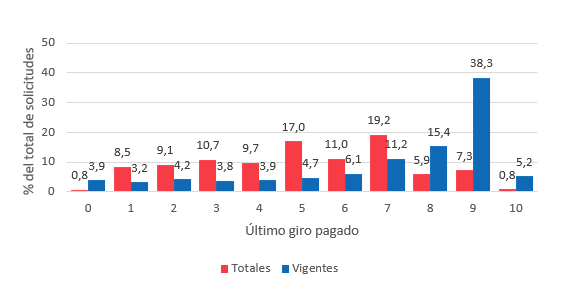 % del total de solicitudes
50
40
30
20
10
0
0,8 3,9 8,5 3,2 9,1 4,2 10,7 3,8 9,7 3,9 17,0 4,7 11,0 6,1 19,2 11,2 5,9 15,4 7,3 38,3 0,8 5,2
0 1 2 3 4 5 6 7 8 9 10
Último giro pagado
Totales Vigentes